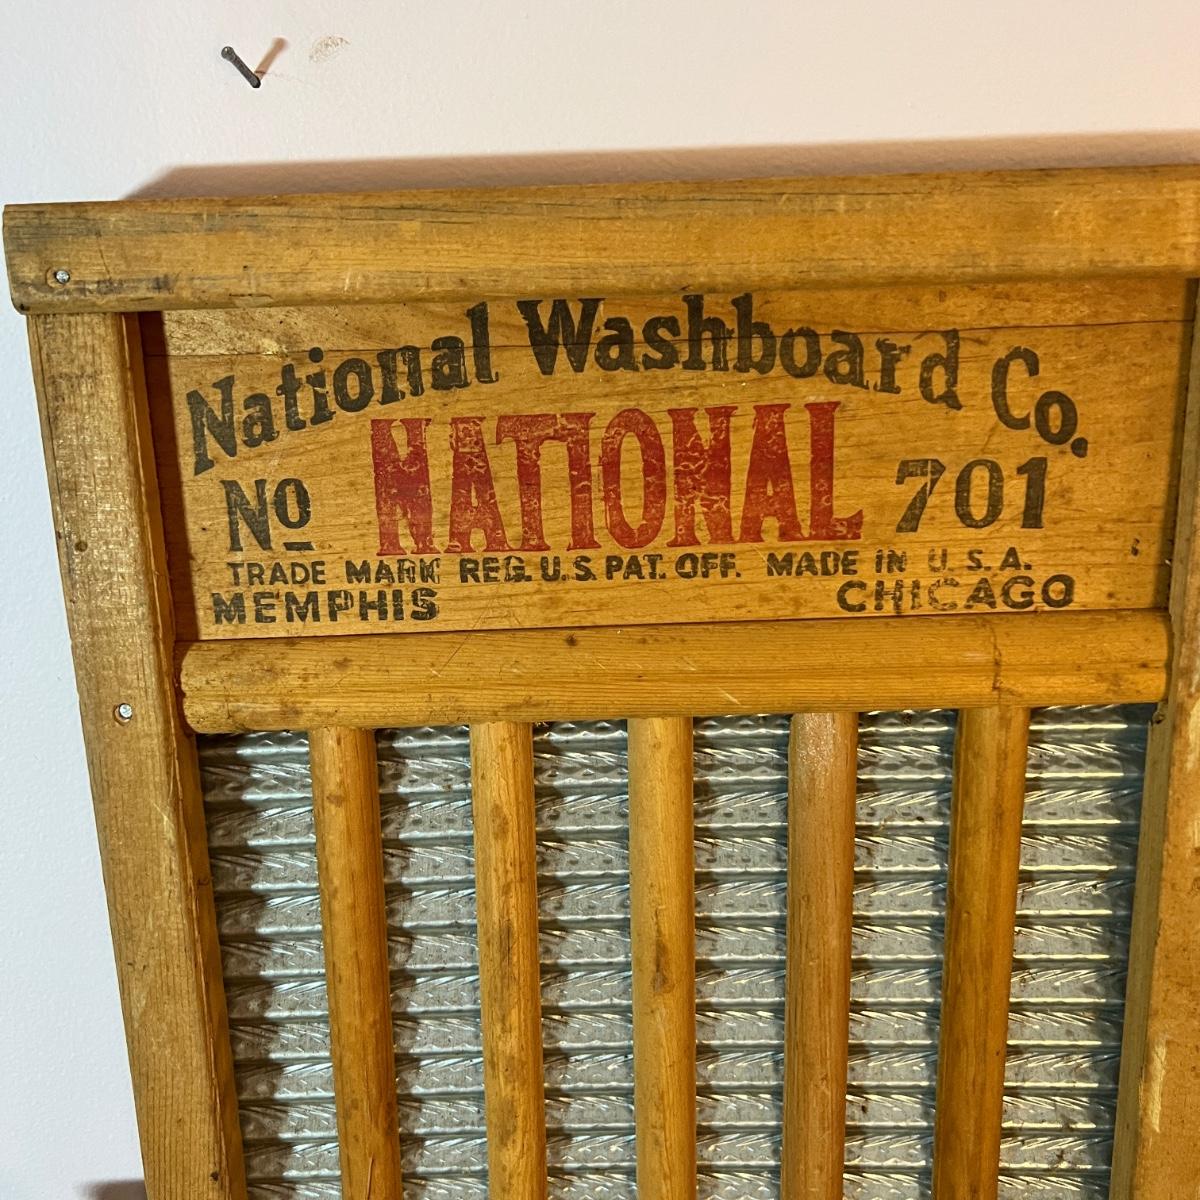 National Washboard Co.
No NATIONAL 701
TRADE MARK REG. U.S. PAT. OFF. MADE IN U.S.A.
MEMPHIS CHICAGO